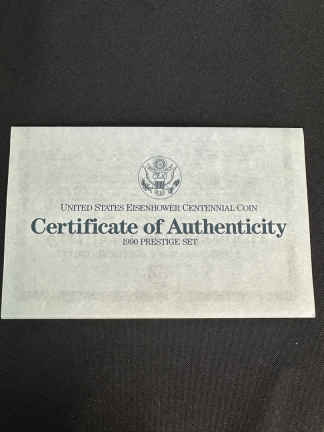 UNITED STATES EISENHOWER CENTENNIAL COIN
Certificate of Authenticity
1990 PRESTIGE SET